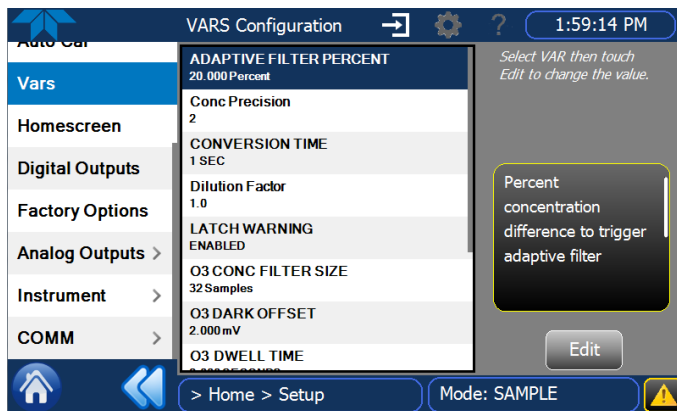 VARS Configuration
?
1:59:14 PM
Auto Cal
Vars
Homescreen
Digital Outputs
Factory Options
Analog Outputs >
Instrument >
COMM >
ADAPTIVE FILTER PERCENT
20.000 Percent
Conc Precision
2
CONVERSION TIME
1 SEC
Dilution Factor
1.0
LATCH WARNING
ENABLED
O3 CONC FILTER SIZE
32 Samples
O3 DARK OFFSET
2.000 mV
O3 DWELL TIME
Select VAR then touch
Edit to change the value.
Percent
concentration
difference to trigger
adaptive filter
Edit
> Home > Setup
Mode: SAMPLE